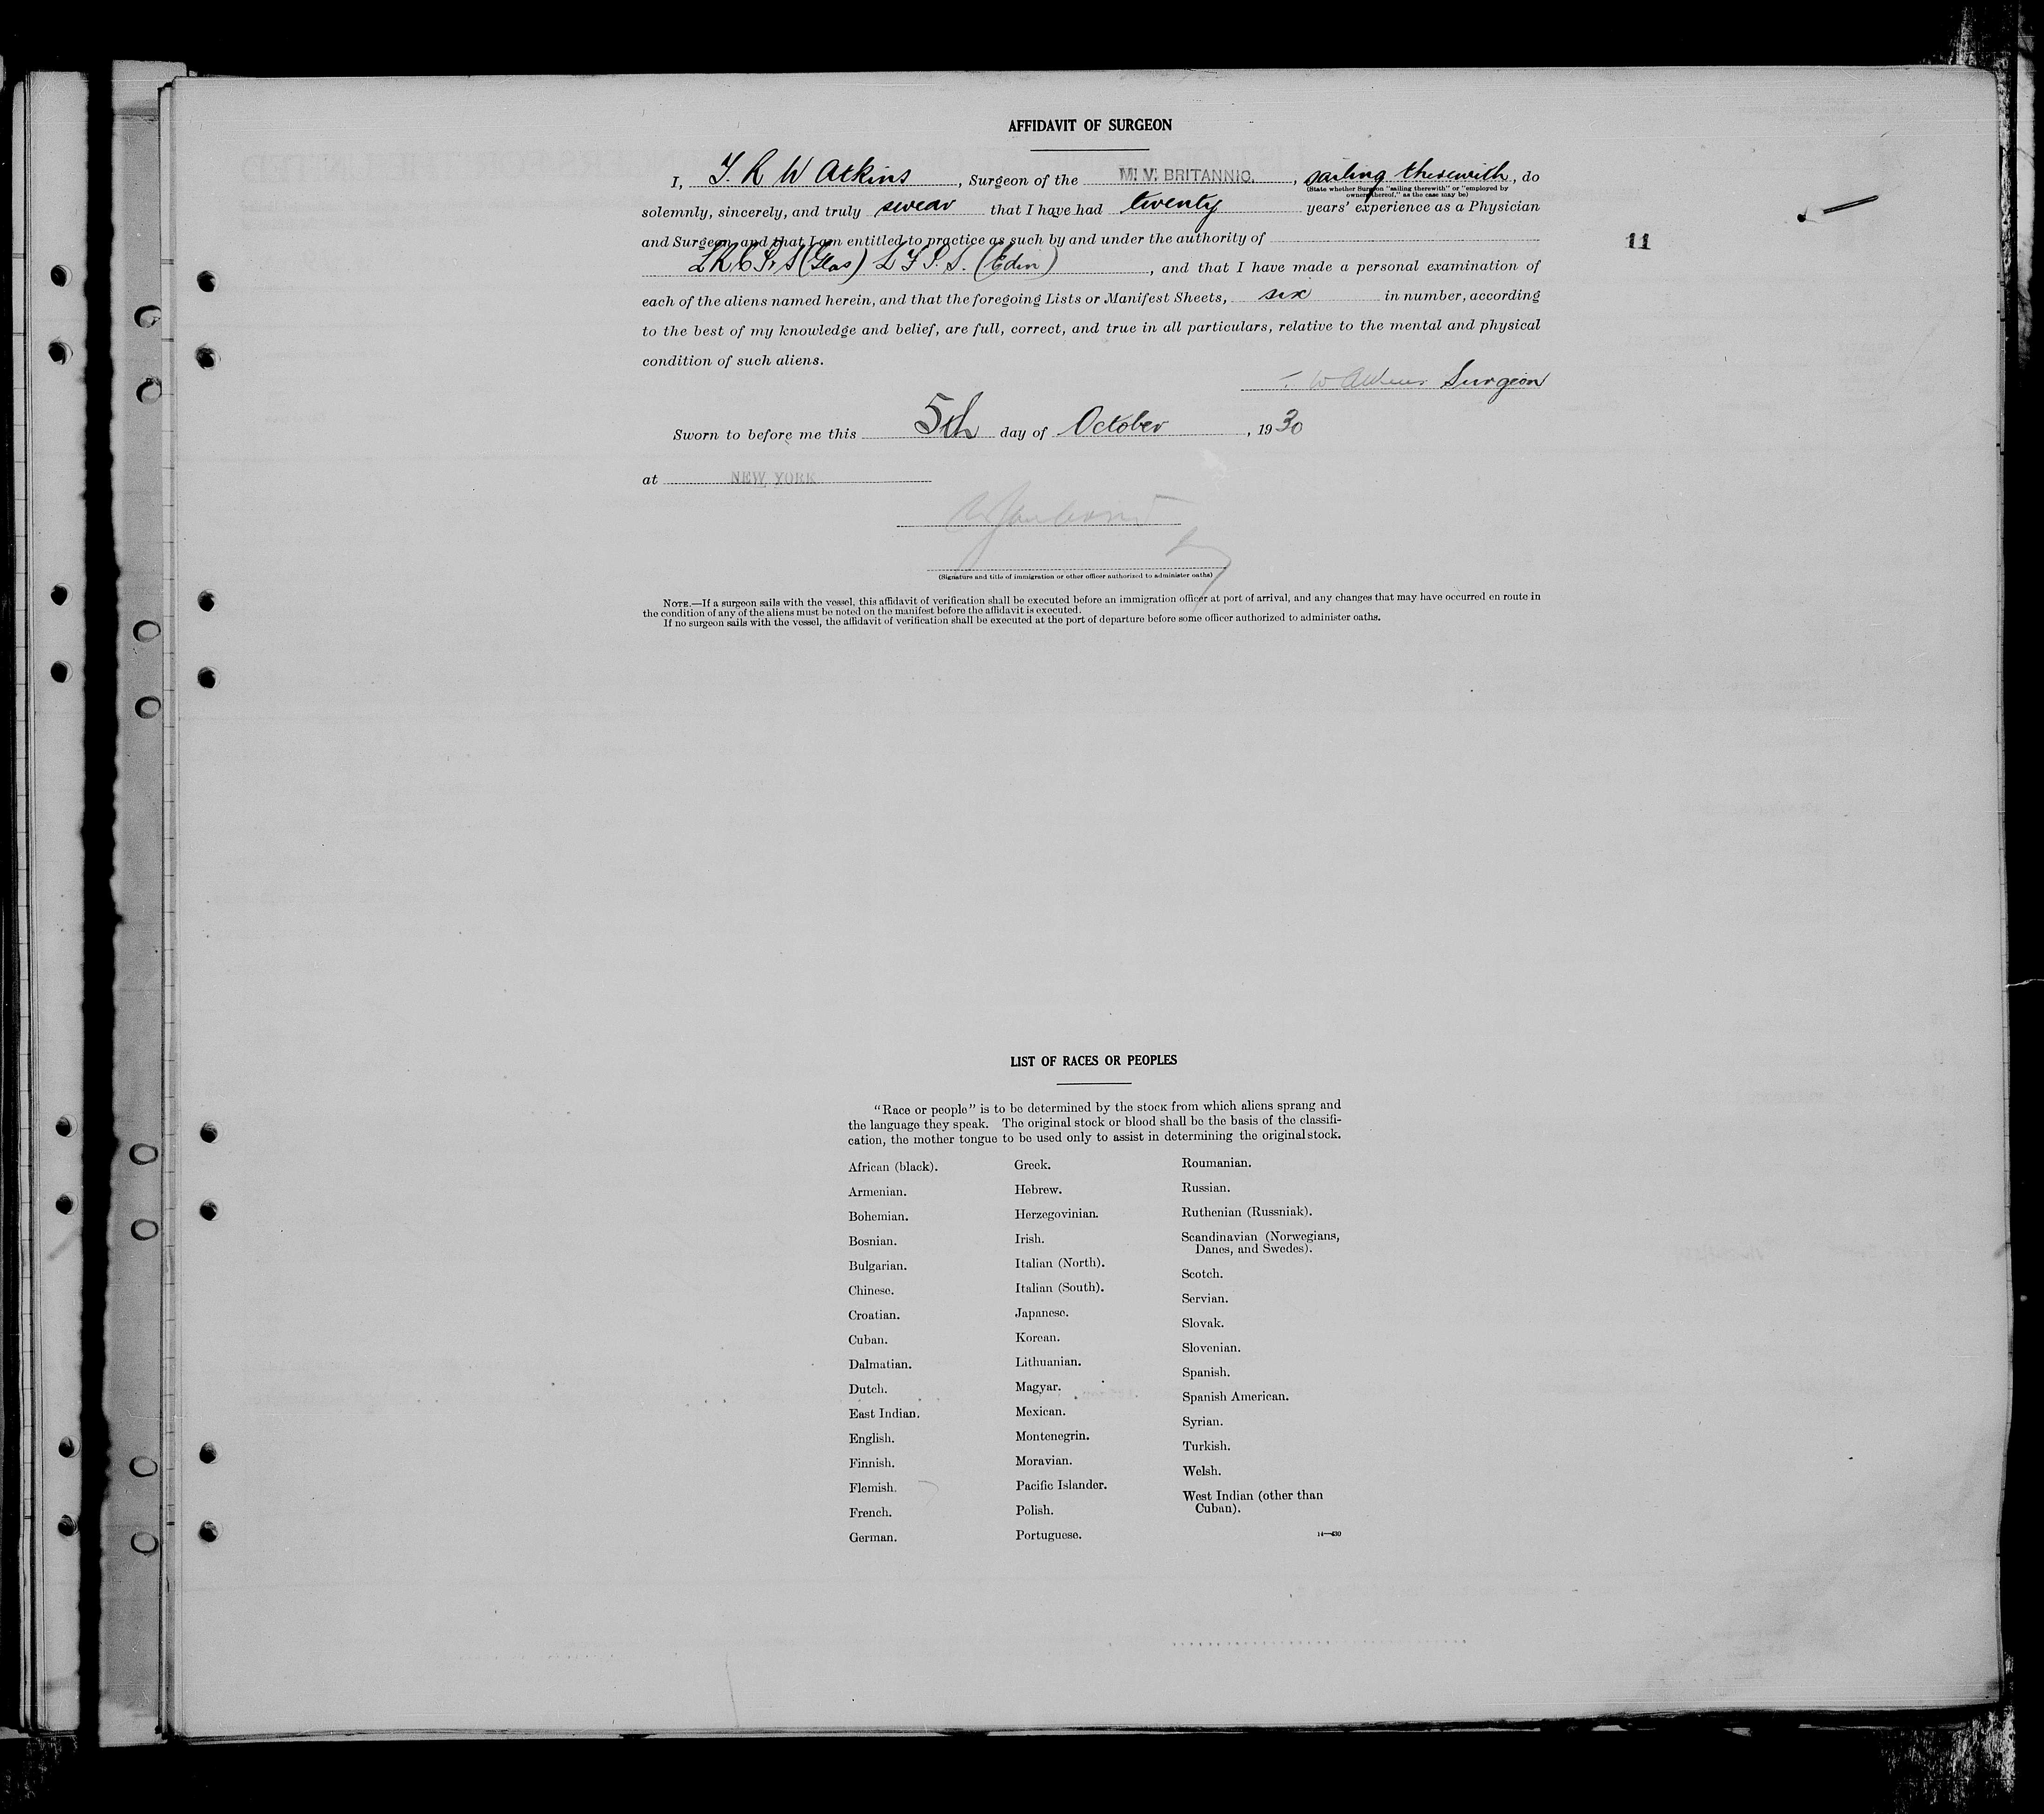 AFFIDAVIT OF SURGEON
I, T. R W Atkins, Surgeon of the M. V. BRITANNIC., sailing therewith, do
(State whether Surgeon "sailing therewith" or "employed by
owners thereof," as the case may be)
solemnly, sincerely, and truly swear that I have had twenty years' experience as a Physician
and Surgeon, and that I am entitled to practice as such by and under the authority of
(Glas) (Edin), and that I have made a personal examination of
each of the aliens named herein, and that the foregoing Lists or Manifest Sheets, six in number, according
to the best of my knowledge and belief, are full, correct, and true in all particulars, relative to the mental and physical
condition of such aliens.
W Atkins Surgeon
Sworn to before me this 5th day of October, 1930
at NEW YORK
(Signature and title of immigration or other officer authorized to administer oaths)
NOTE.—If a surgeon sails with the vessel, this affidavit of verification shall be executed before an immigration officer at port of arrival, and any changes that may have occurred en route in
the condition of any of the aliens must be noted on the manifest before the affidavit is executed.
If no surgeon sails with the vessel, the affidavit of verification shall be executed at the port of departure before some officer authorized to administer oaths.
11
LIST OF RACES OR PEOPLES
"Race or people" is to be determined by the stock from which aliens sprang and
the language they speak. The original stock or blood shall be the basis of the classifi-
cation, the mother tongue to be used only to assist in determining the original stock.
African (black).
Armenian.
Bohemian.
Bosnian.
Bulgarian.
Chinese.
Croatian.
Cuban.
Dalmatian.
Dutch.
East Indian.
English.
Finnish.
Flemish.
French.
German.
Greek.
Hebrew.
Herzegovinian.
Irish.
Italian (North).
Italian (South).
Japanese.
Korean.
Lithuanian.
Magyar.
Mexican.
Montenegrin.
Moravian.
Pacific Islander.
Polish.
Portuguese.
Roumanian.
Russian.
Ruthenian (Russniak).
Scandinavian (Norwegians,
Danes, and Swedes).
Scotch.
Servian.
Slovak.
Slovenian.
Spanish.
Spanish American.
Syrian.
Turkish.
Welsh.
West Indian (other than
Cuban).
14—430